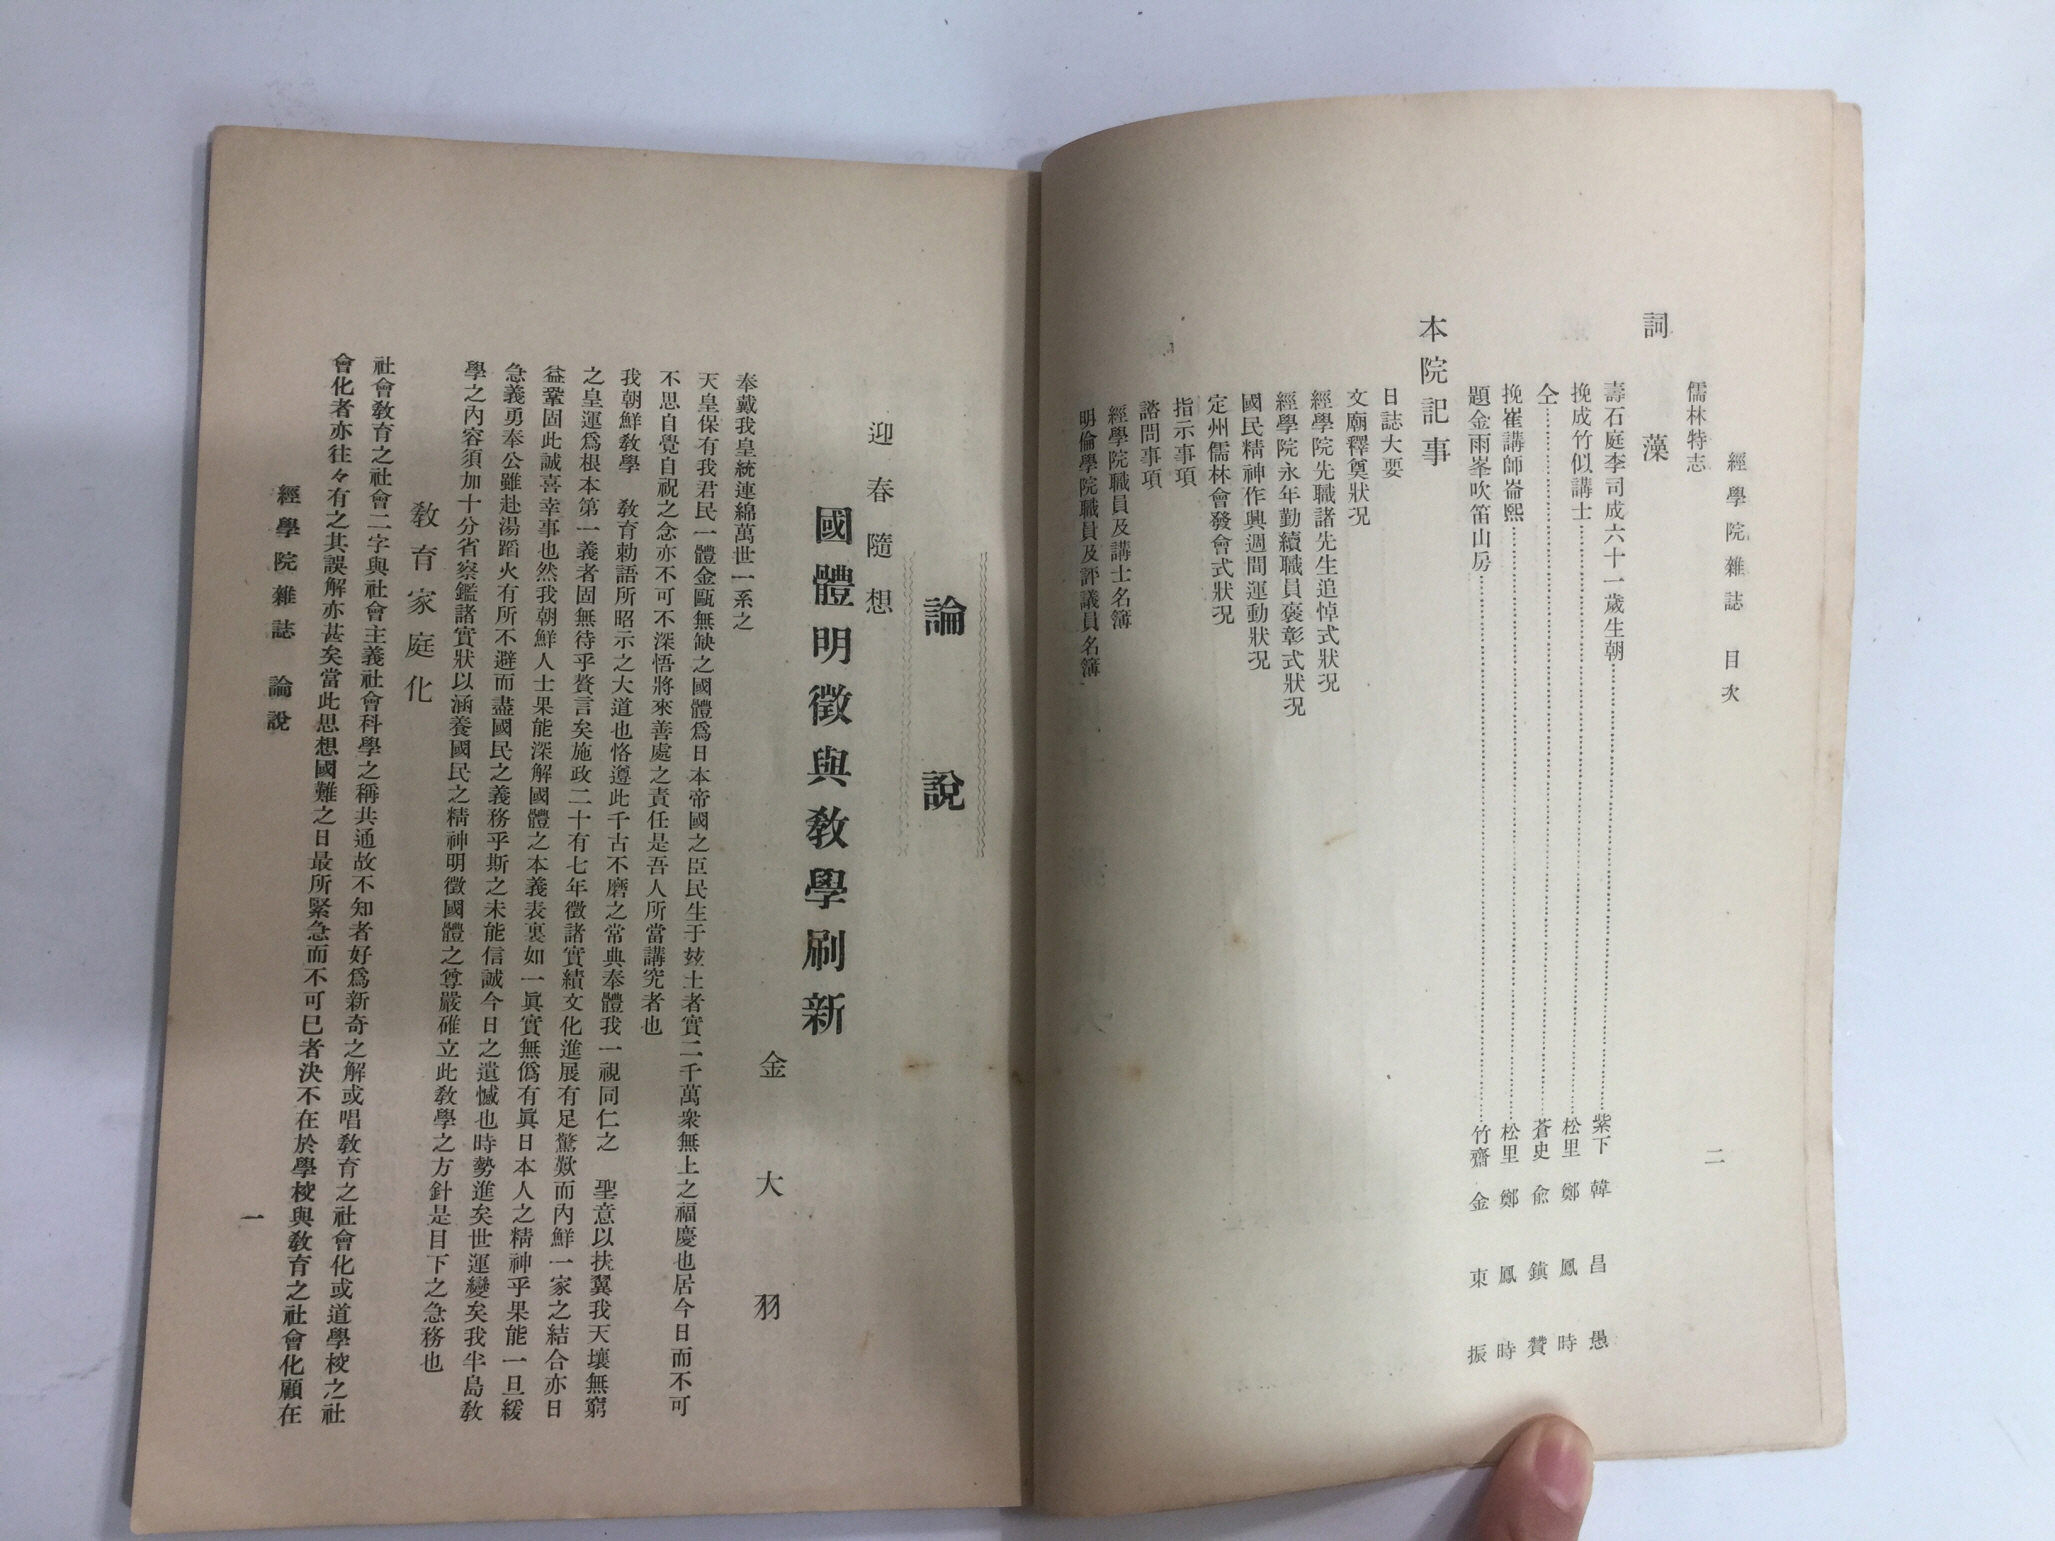 經學院雜誌 目次 二
儒林特志
詞藻
壽石庭李司成六十一歲生朝 紫下 韓昌愚
挽成竹似講士 松里 鄭鳳時
仝 蒼史 俞鎭贊
挽崔講師崙熙 松里 鄭鳳時
題金雨峯吹笛山房 竹齋 金東振
本院記事
日誌大要
文廟釋奠狀況
經學院先職諸先生追悼式狀況
經學院永年勤續職員褒彰式狀況
國民精神作興週間運動狀況
定州儒林會發會式狀況
指示事項
諮問事項
經學院職員及講士名簿
明倫學院職員及評議員名簿
論說
迎春隨想
國體明徵與教學刷新
金大羽
奉戴我皇統連綿萬世一系之
天皇保有我君民一體金甌無缺之國體爲日本帝國之臣民生于玆土者實二千萬衆無上之福慶也居今日而不可
不思自覺自祝之念亦不可不深悟將來善處之責任是吾人所當講究者也
我朝鮮敎學 敎育勅語所昭示之大道也恪遵此千古不磨之常典奉體我一視同仁之 聖意以扶翼我天壤無窮
之皇運爲根本第一義者固無待乎贅言矣施政二十有七年徵諸實績文化進展有足驚歎而內鮮一家之結合亦日
益鞏固此誠喜幸事也然我朝鮮人士果能深解國體之本義表裏如一眞實無僞有眞日本人之精神乎果能一旦緩
急義勇奉公雖赴湯蹈火有所不避而盡國民之義務乎斯之未能信誠今日之遺憾也時勢進矣世運變矣我半島敎
學之內容須加十分省察鑑諸實狀以涵養國民之精神明徵國體之尊嚴確立此敎學之方針是目下之急務也
敎育家庭化
社會敎育之社會二字與社會主義社會科學之稱共通故不知者好爲新奇之解或唱敎育之社會化或道學校之社
會化者亦往々有之其誤解亦甚矣當此思想國難之日最所緊急而不可已者決不在於學校與敎育之社會化顧在
經學院雜誌 論說 一